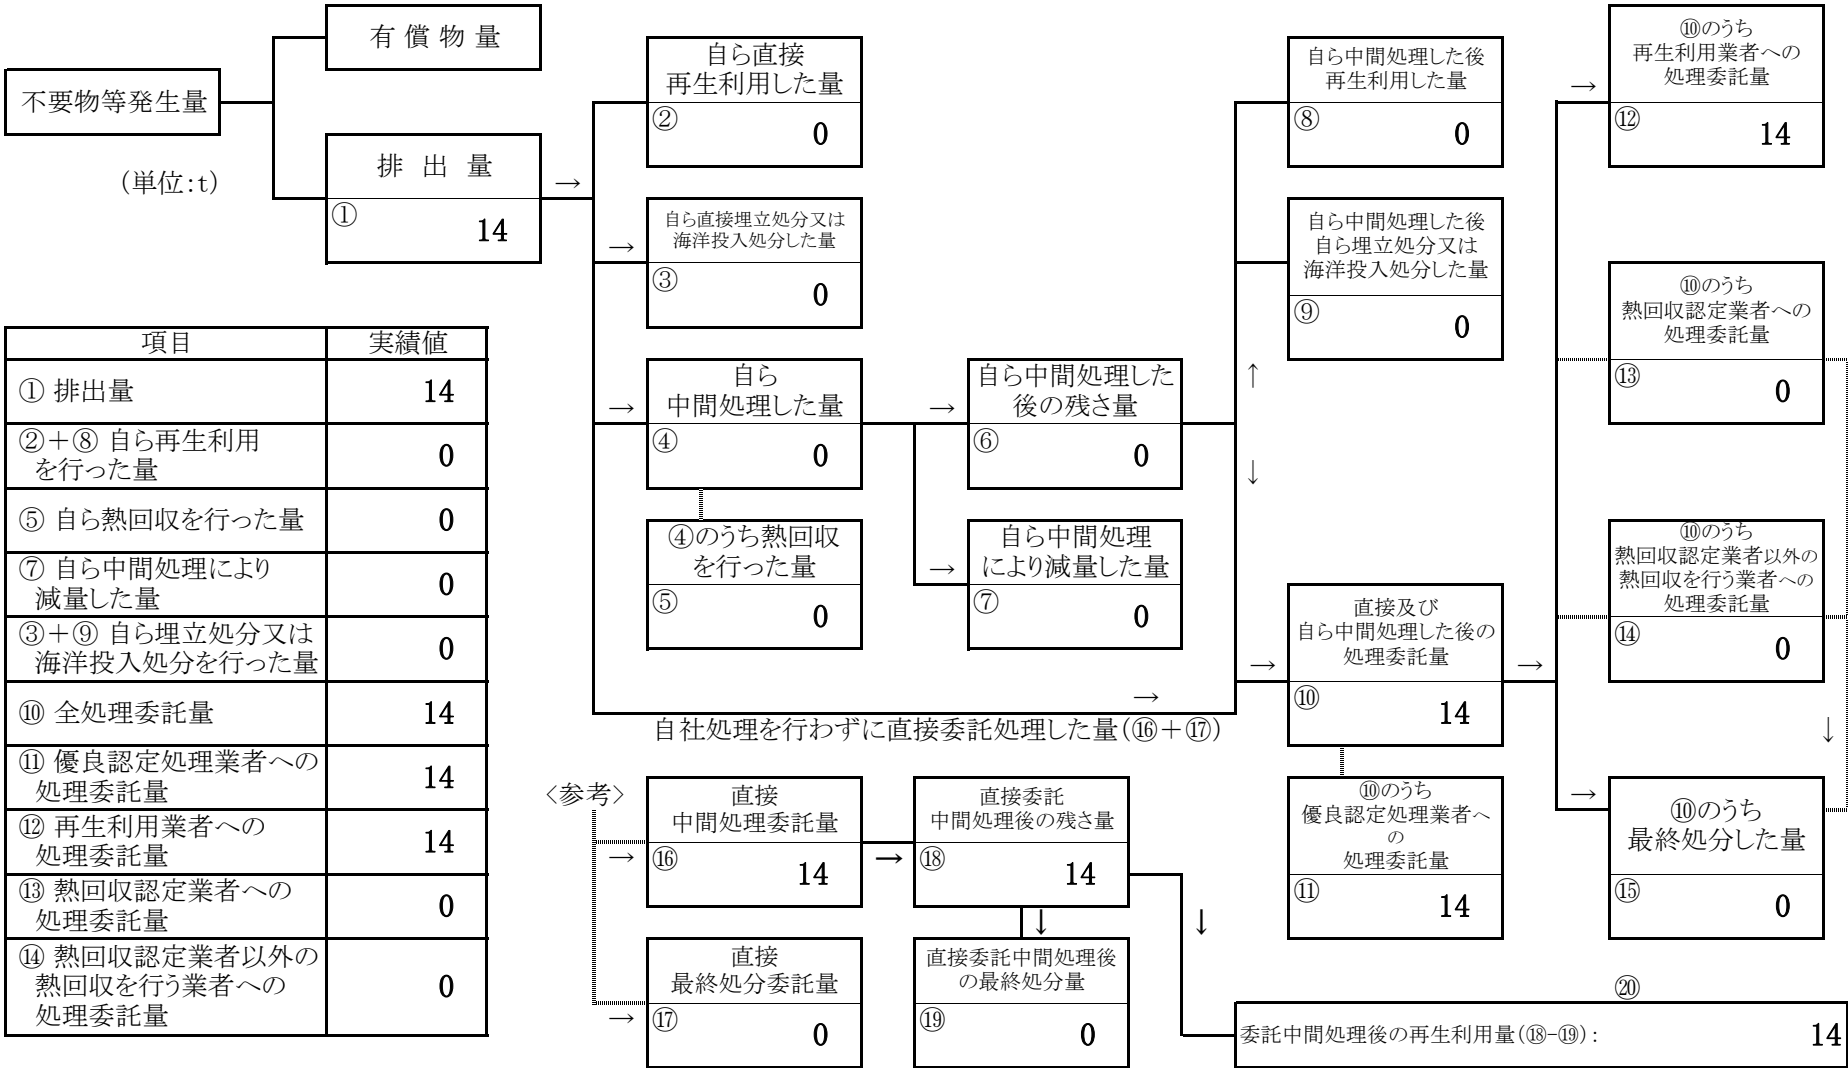 不要物等発生量
(単位:t)
有償物量
排出量
①
14
→
自ら直接
再生利用した量
②
0
→
自ら直接埋立処分又は
海洋投入処分した量
③
0
→
自ら
中間処理した量
④
0
④のうち熱回収
を行った量
⑤
0
→
自ら中間処理した
後の残さ量
⑥
0
→
自ら中間処理
により減量した量
⑦
0
自ら中間処理した後
再生利用した量
⑧
0
自ら中間処理した後
自ら埋立処分又は
海洋投入処分した量
⑨
0
↑
↓
→
自社処理を行わずに直接委託処理した量(⑯+⑰)
→
直接及び
自ら中間処理した後の
処理委託量
⑩
14
⑩のうち
優良認定処理業者へ
の
処理委託量
⑪
14
→
→
⑩のうち
再生利用業者への
処理委託量
⑫
14
⑩のうち
熱回収認定業者への
処理委託量
⑬
0
⑩のうち
熱回収認定業者以外の
熱回収を行う業者への
処理委託量
⑭
0
↓
→
⑩のうち
最終処分した量
⑮
0
項目 実績値
① 排出量 14
②+⑧ 自ら再生利用
を行った量 0
⑤ 自ら熱回収を行った量 0
⑦ 自ら中間処理により
減量した量 0
③+⑨ 自ら埋立処分又は
海洋投入処分を行った量 0
⑩ 全処理委託量 14
⑪ 優良認定処理業者への
処理委託量 14
⑫ 再生利用業者への
処理委託量 14
⑬ 熱回収認定業者への
処理委託量 0
⑭ 熱回収認定業者以外の
熱回収を行う業者への
処理委託量 0
<参考>
→
直接
中間処理委託量
⑯
14
→
直接委託
中間処理後の残さ量
⑱
14
↓
↓
→
直接
最終処分委託量
⑰
0
直接委託中間処理後
の最終処分量
⑲
0
⑳
委託中間処理後の再生利用量(⑱-⑲): 14